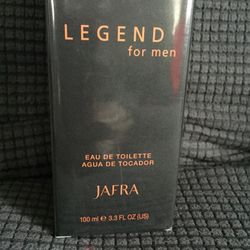 LEGEND
for men
EAU DE TOILETTE
AGUA DE TOCADOR
JAFRA
100 ml e 3.3 FL OZ (US)